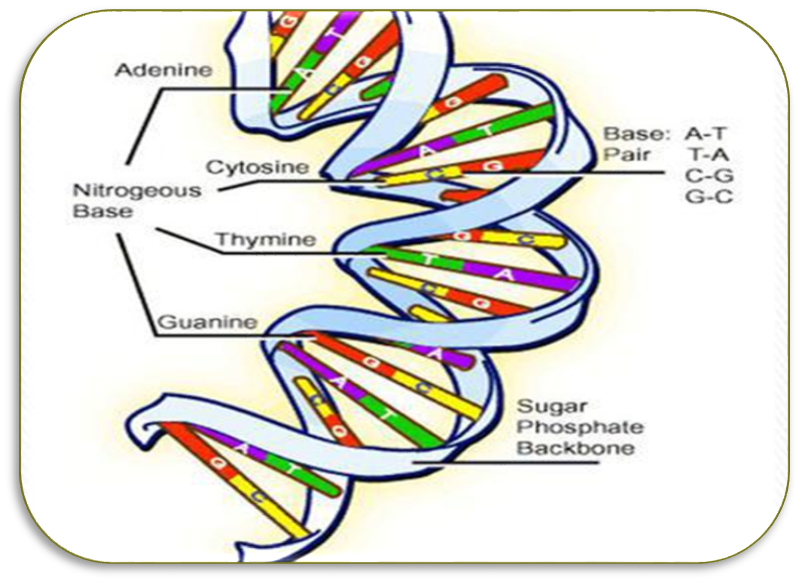 Adenine
Cytosine
Nitrogeous
Base
Thymine
Guanine
Base: A-T
Pair T-A
C-G
G-C
Sugar
Phosphate
Backbone
G
T
A
G
C
G
T
A
G
C
G
C
T
A
C
G
A
G
C
A
T
C
G
A
T
G
C